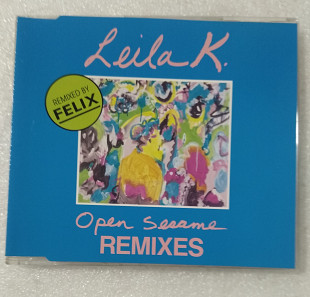 Leila K.
REMIXED BY
FELIX
Open Sesame
REMIXES